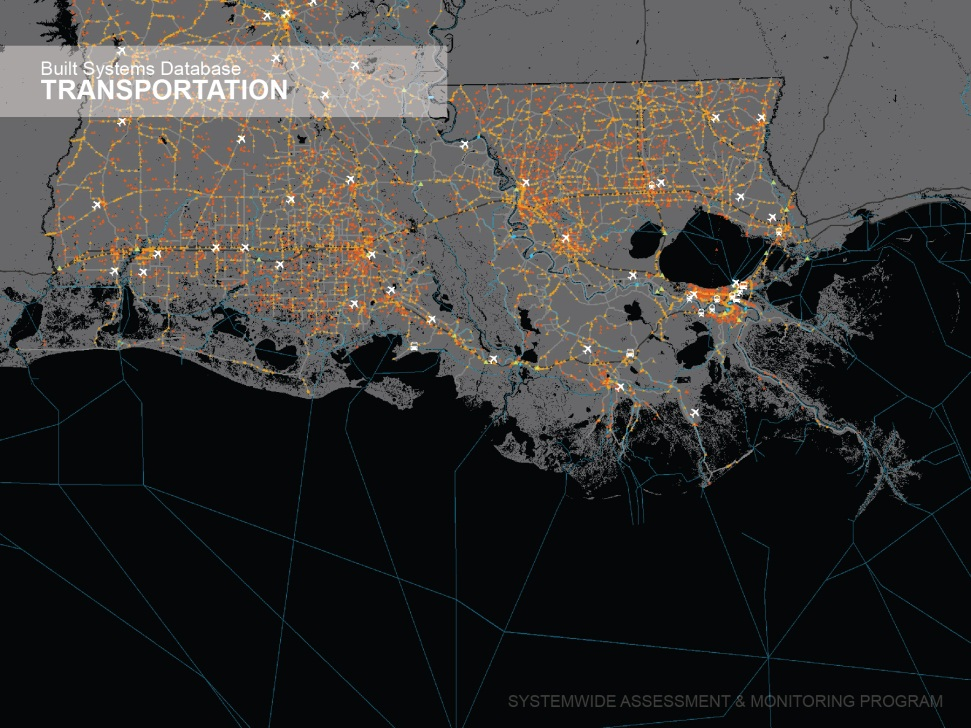 Built Systems Database
TRANSPORTATION
SYSTEMWIDE ASSESSMENT & MONITORING PROGRAM